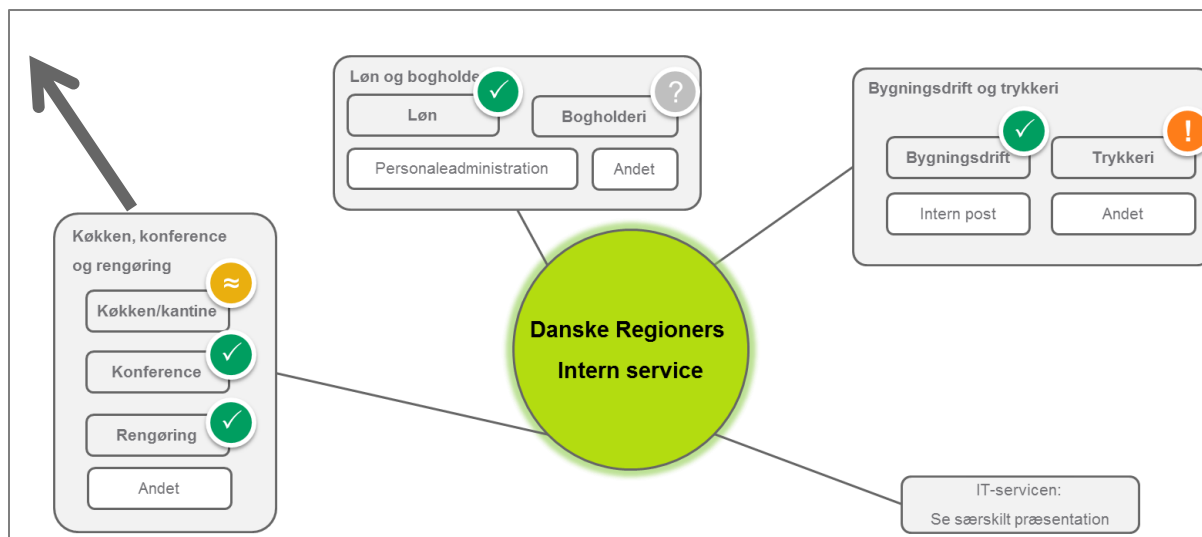 Løn og bogholde
Løn
Bogholderi
Personaleadministration
Andet
Bygningsdrift og trykkeri
Bygningsdrift
Trykkeri
Intern post
Andet
Køkken, konference
og rengøring
Køkken/kantine
Konference
Rengøring
Andet
Danske Regioners
Intern service
IT-servicen:
Se særskilt præsentation